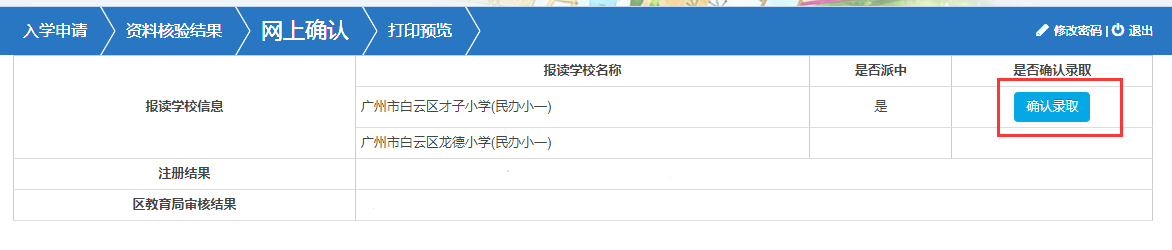 入学申请 资料核验结果 网上确认 打印预览 修改密码 | 退出
报读学校名称 是否派中 是否确认录取
报读学校信息
广州市白云区才子小学(民办小一) 是 确认录取
广州市白云区龙德小学(民办小一)
注册结果
区教育局审核结果